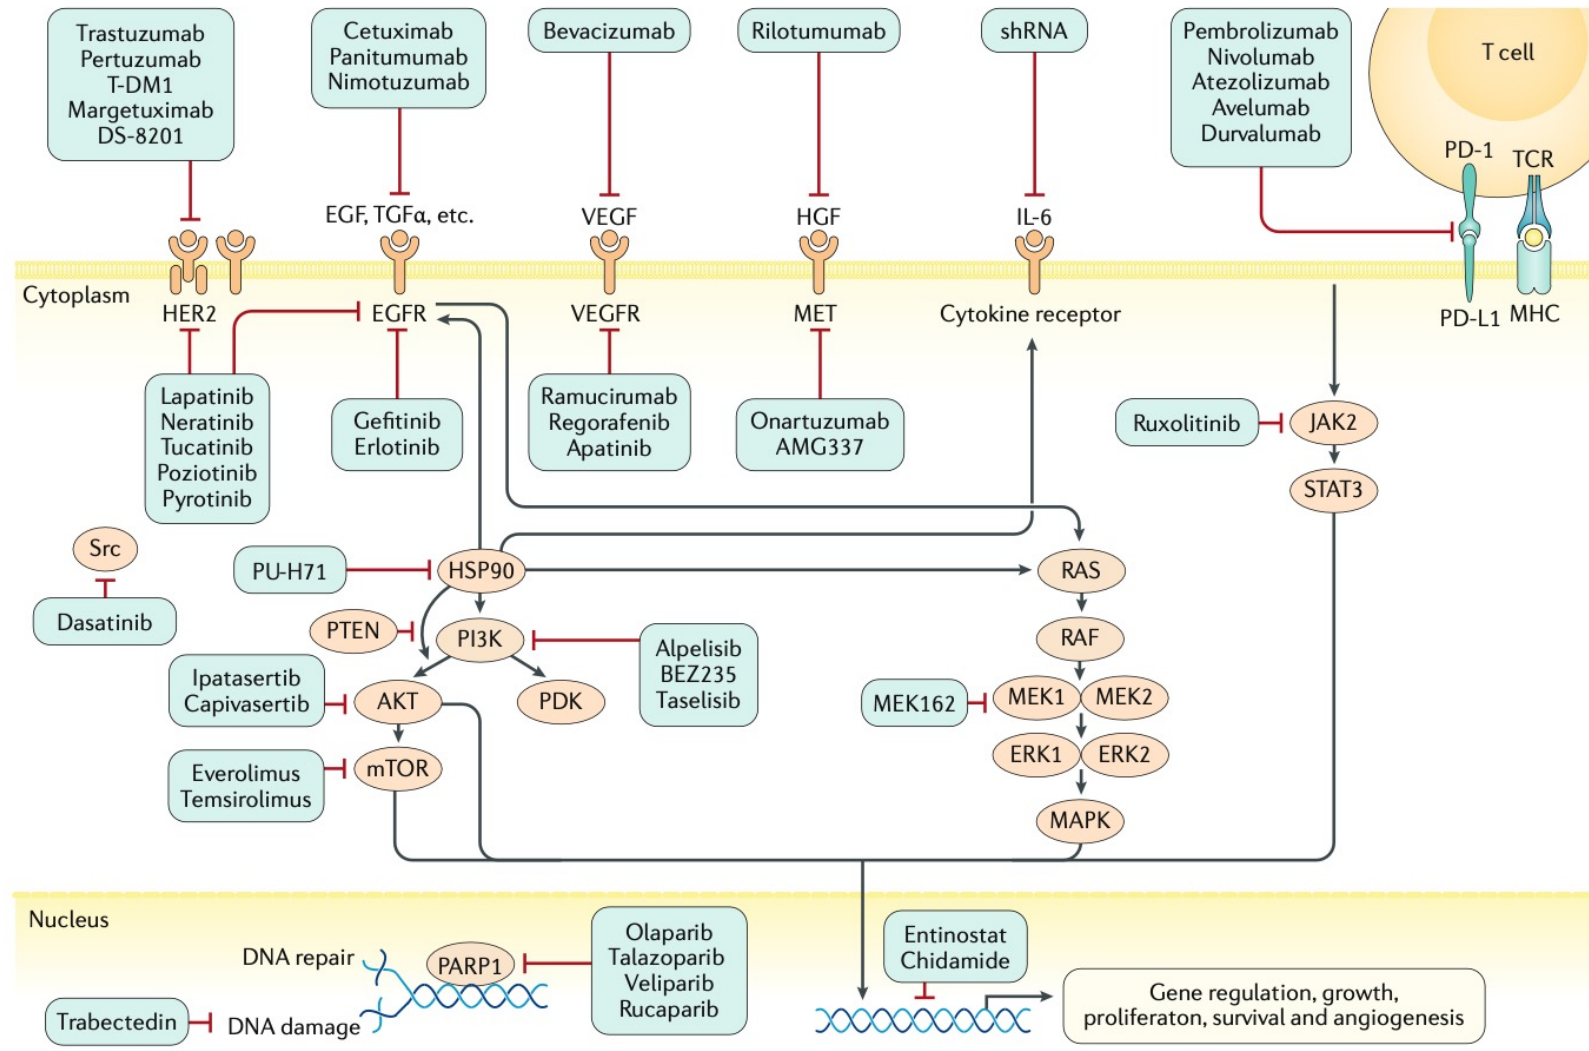 Trastuzumab
Pertuzumab
T-DM1
Margetuximab
DS-8201
Cetuximab
Panitumumab
Nimotuzumab
Bevacizumab
Rilotumumab
shRNA
Pembrolizumab
Nivolumab
Atezolizumab
Avelumab
Durvalumab
T cell
PD-1
TCR
EGF, TGFα, etc.
VEGF
HGF
IL-6
Cytoplasm
HER2
EGFR
VEGFR
MET
Cytokine receptor
PD-L1
MHC
Lapatinib
Neratinib
Tucatinib
Poziotinib
Pyrotinib
Gefitinib
Erlotinib
Ramucirumab
Regorafenib
Apatinib
Onartuzumab
AMG337
Ruxolitinib
JAK2
STAT3
Src
Dasatinib
PU-H71
HSP90
RAS
PTEN
PI3K
RAF
Alpelisib
BEZ235
Taselisib
Ipatasertib
Capivasertib
AKT
PDK
MEK162
MEK1
MEK2
ERK1
ERK2
Everolimus
Temsirolimus
mTOR
MAPK
Nucleus
DNA repair
PARP1
Olaparib
Talazoparib
Veliparib
Rucaparib
Entinostat
Chidamide
Trabectedin
DNA damage
Gene regulation, growth,
proliferaton, survival and angiogenesis